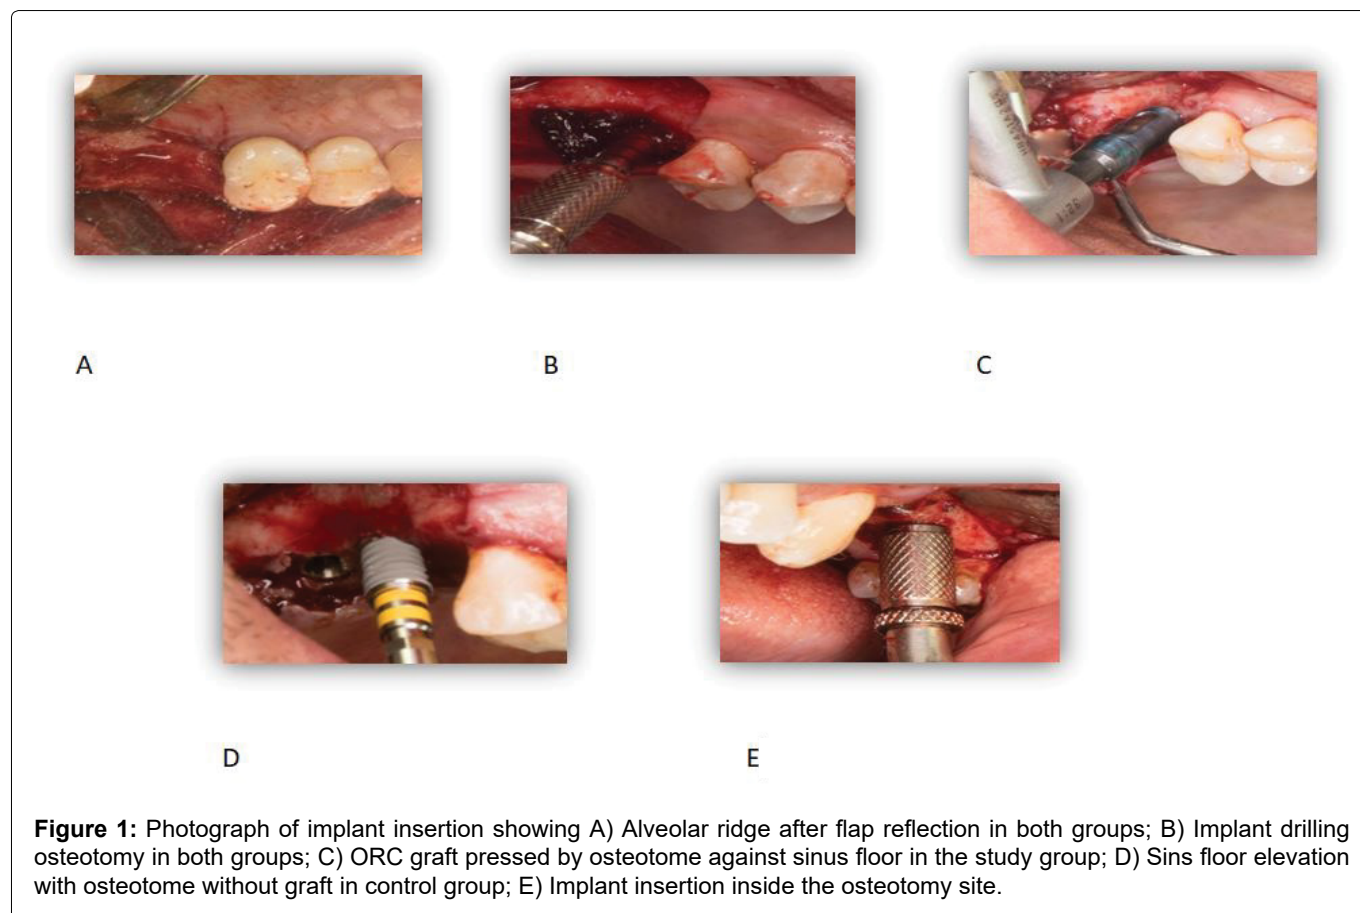 A
B
C
D
E
Figure 1: Photograph of implant insertion showing A) Alveolar ridge after flap reflection in both groups; B) Implant drilling
osteotomy in both groups; C) ORC graft pressed by osteotome against sinus floor in the study group; D) Sins floor elevation
with osteotome without graft in control group; E) Implant insertion inside the osteotomy site.